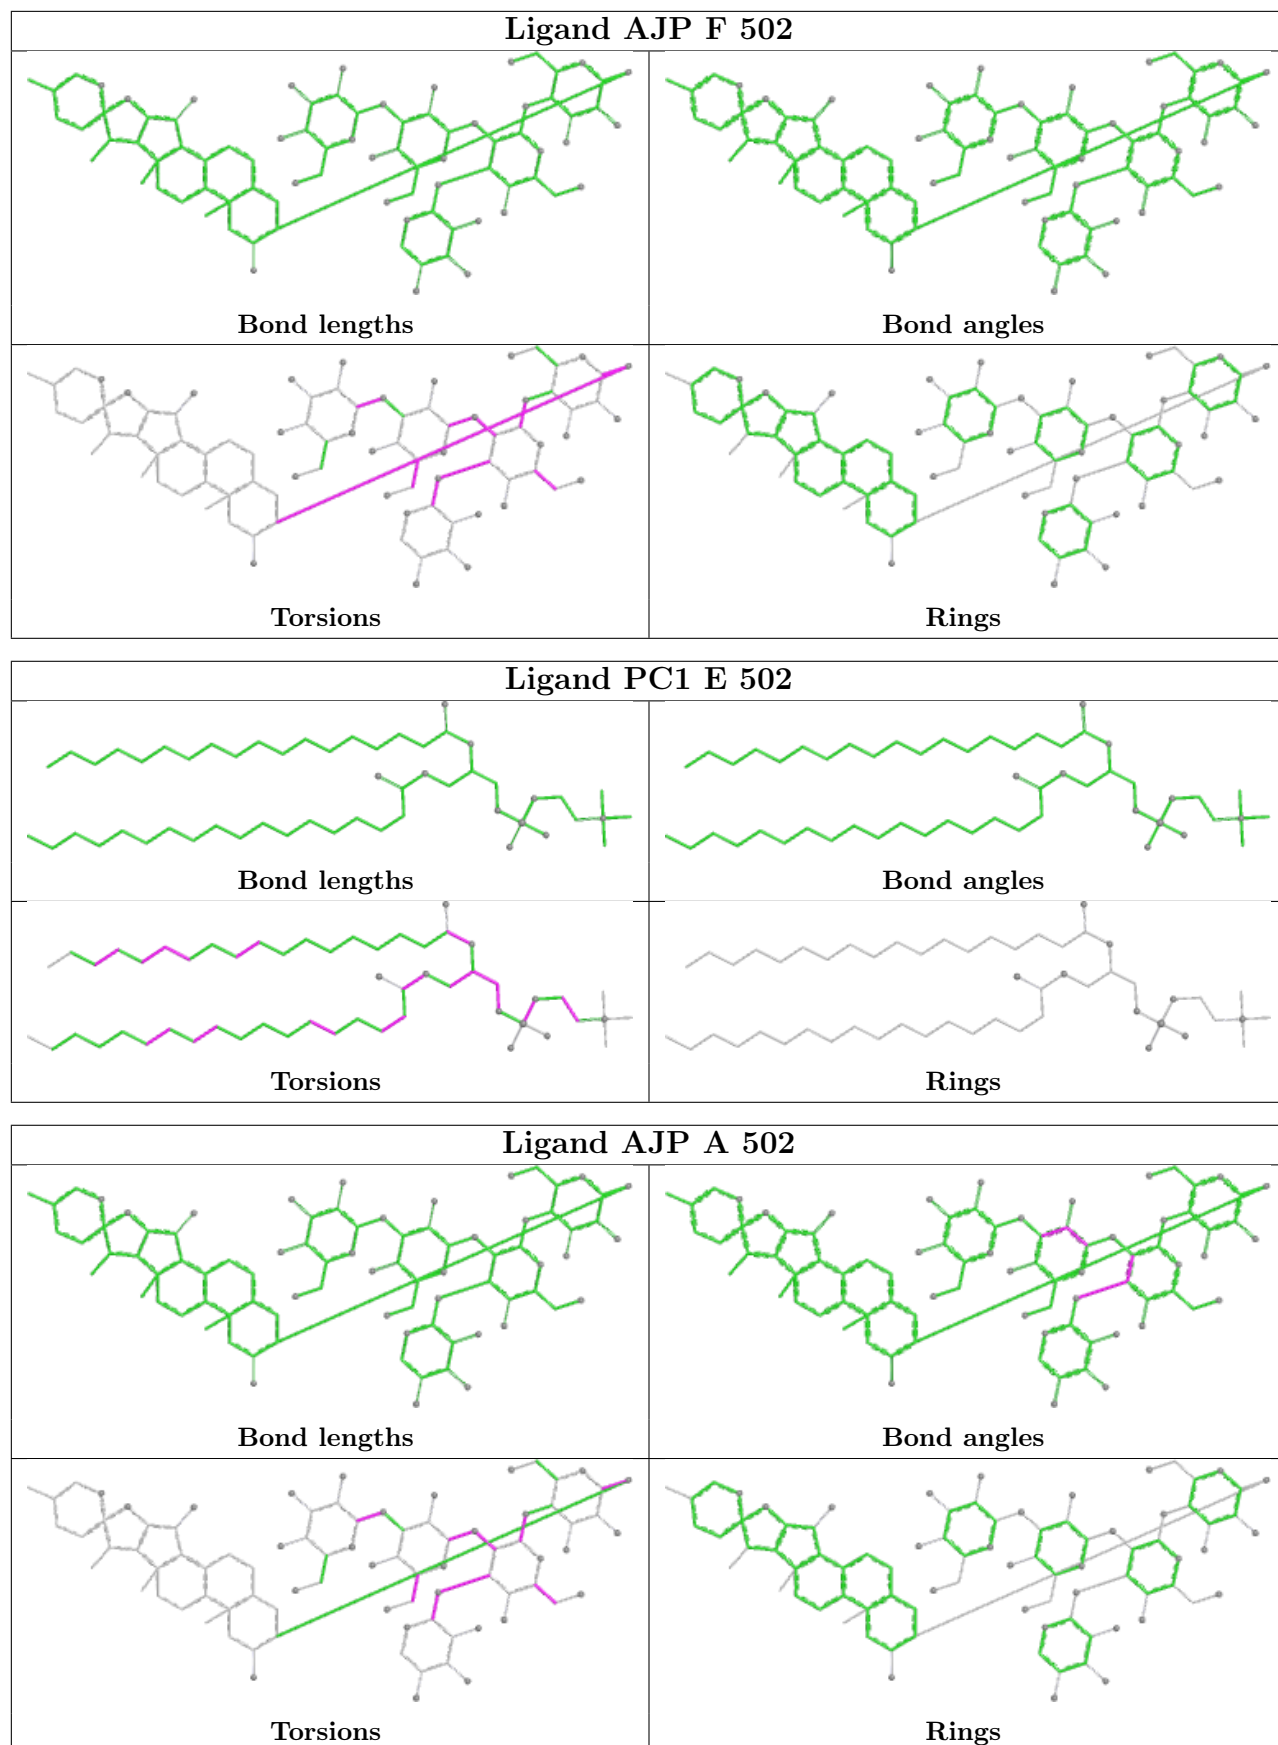 Ligand AJP F 502
Bond lengths
Bond angles
Torsions
Rings
Ligand PC1 E 502
Bond lengths
Bond angles
Torsions
Rings
Ligand AJP A 502
Bond lengths
Bond angles
Torsions
Rings